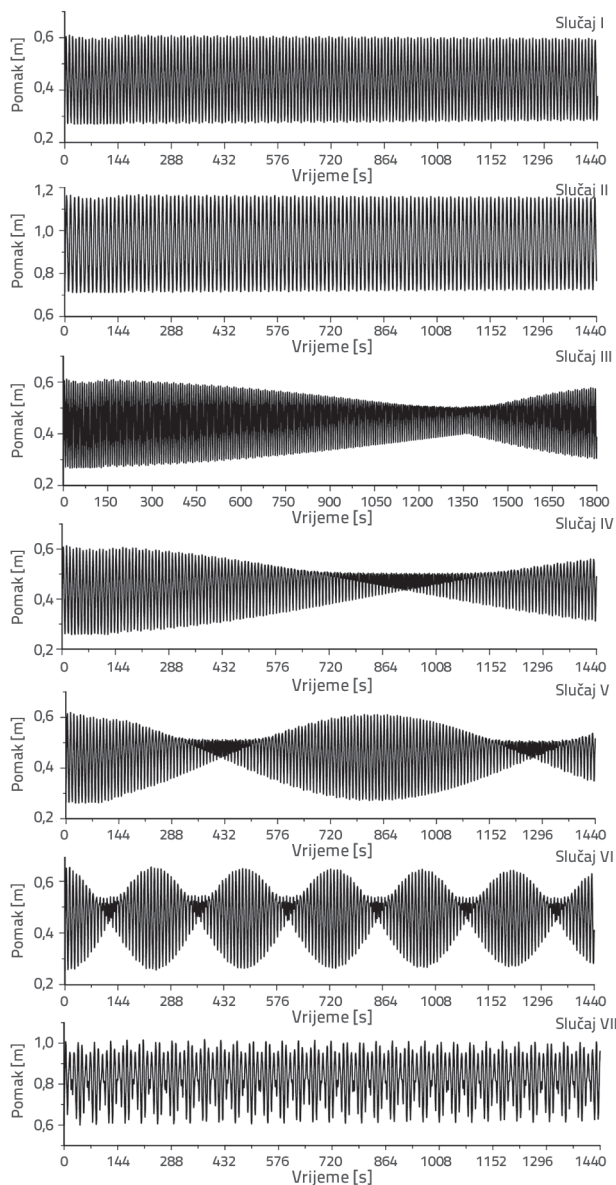 Slučaj I
Pomak [m]
0,6
0,4
0,2
0 144 288 432 576 720 864 1008 1152 1296 1440
Vrijeme [s]
Slučaj II
Pomak [m]
1,2
1,0
0,8
0,6
0 144 288 432 576 720 864 1008 1152 1296 1440
Vrijeme [s]
Slučaj III
Pomak [m]
0,6
0,4
0,2
0 150 300 450 600 750 900 1050 1200 1350 1500 1650 1800
Vrijeme [s]
Slučaj IV
Pomak [m]
0,6
0,4
0,2
0 144 288 432 576 720 864 1008 1152 1296 1440
Vrijeme [s]
Slučaj V
Pomak [m]
0,6
0,4
0,2
0 144 288 432 576 720 864 1008 1152 1296 1440
Vrijeme [s]
Slučaj VI
Pomak [m]
0,6
0,4
0,2
0 144 288 432 576 720 864 1008 1152 1296 1440
Vrijeme [s]
Slučaj VII
Pomak [m]
1,0
0,8
0,6
0 144 288 432 576 720 864 1008 1152 1296 1440
Vrijeme [s]